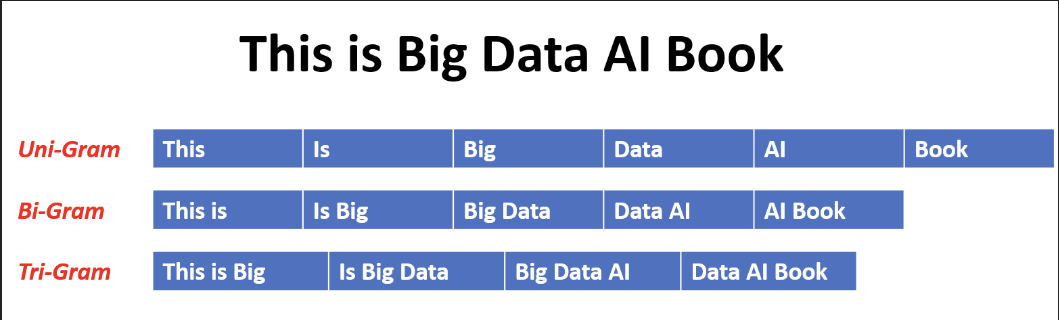 This is Big Data AI Book
Uni-Gram This Is Big Data AI Book
Bi-Gram This is Is Big Big Data Data AI AI Book
Tri-Gram This is Big Is Big Data Big Data AI Data AI Book